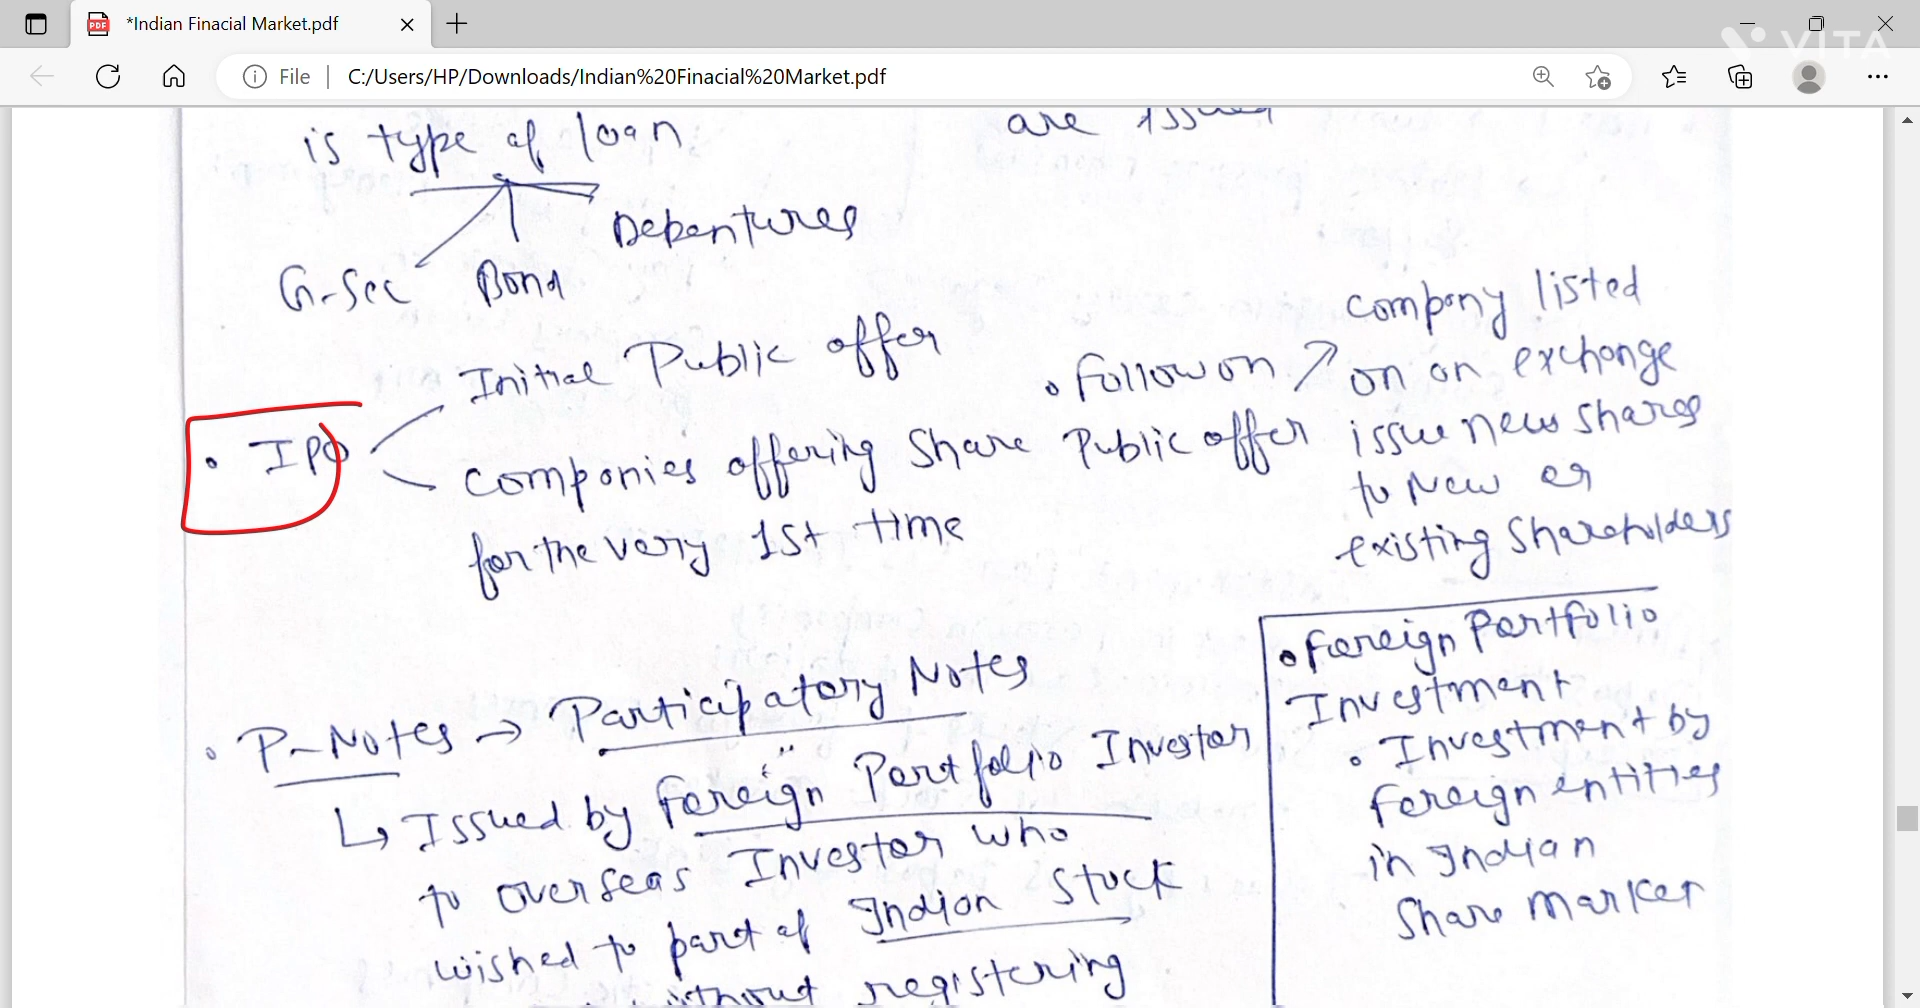 *Indian Finacial Market.pdf
VITA
File
C:/Users/HP/Downloads/Indian%20Finacial%20Market.pdf
is type of loan
are issued
Debentures
G-Sec Bond
• IPO
Initial Public offer
Companies offering Share
for the very 1st time
• Follow on
Public offer
company listed
on an exchange
issue new shares
to New or
existing Shareholders
• P-Notes → Participatory Notes
Issued by Foreign Portfolio Investor
to overseas Investor who
wished to part of Indian Stock
without registering
• Foreign Portfolio
Investment
• Investment by
foreign entities
in Indian
Share Market